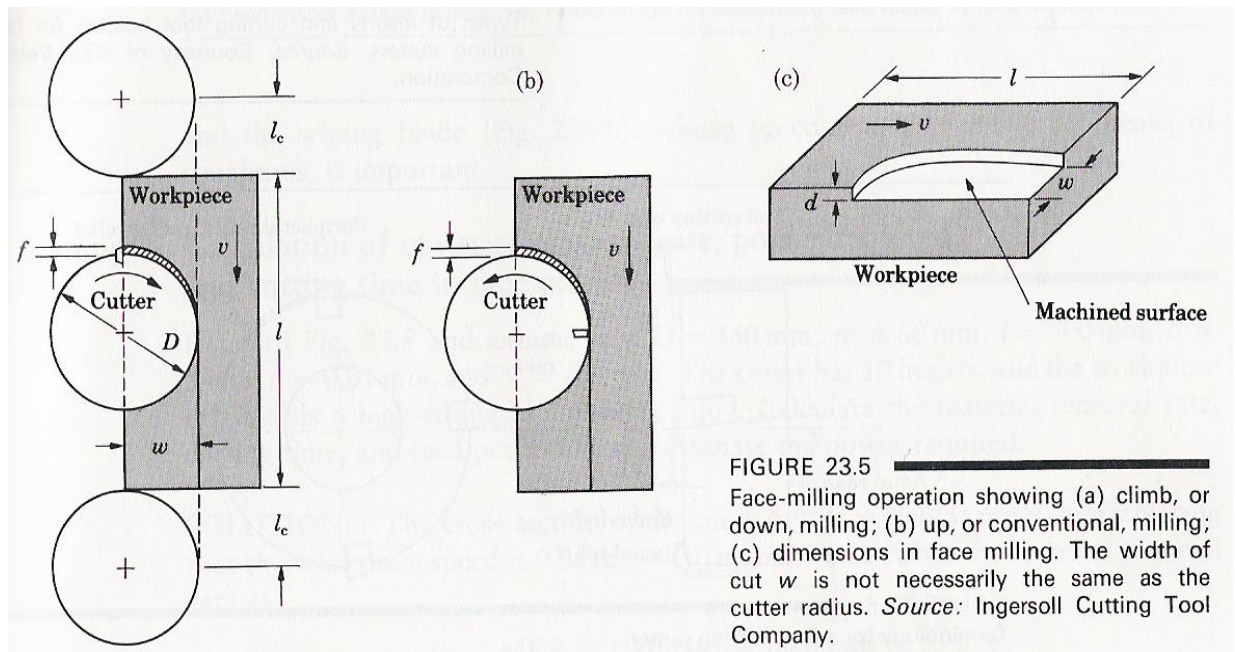 (b)
(c)
l
l_c
v
w
d
Workpiece
Workpiece
Workpiece
f
v
f
v
Cutter
Cutter
l
D
Machined surface
w
l_c
FIGURE 23.5
Face-milling operation showing (a) climb, or
down, milling; (b) up, or conventional, milling;
(c) dimensions in face milling. The width of
cut w is not necessarily the same as the
cutter radius. Source: Ingersoll Cutting Tool
Company.